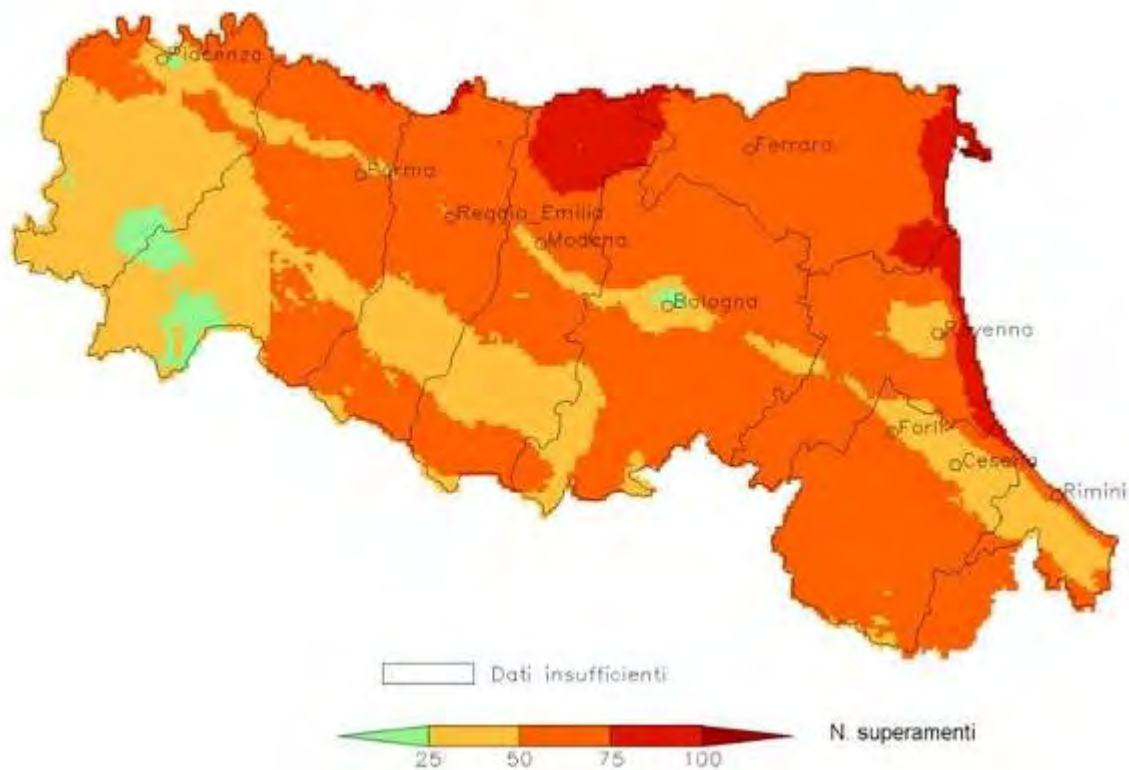 Piacenza
Parma
Ferrara
Reggio_Emilia
Modena
Bologna
Ravenna
Forlì
Cesena
Rimini
Dati insufficienti
25 50 75 100
N. superamenti